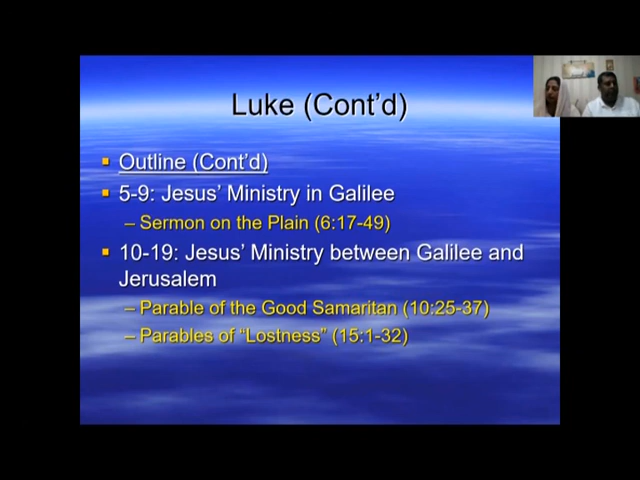 Luke (Cont’d)
Outline (Cont’d)
5-9: Jesus’ Ministry in Galilee
– Sermon on the Plain (6:17-49)
10-19: Jesus’ Ministry between Galilee and
Jerusalem
– Parable of the Good Samaritan (10:25-37)
– Parables of “Lostness” (15:1-32)